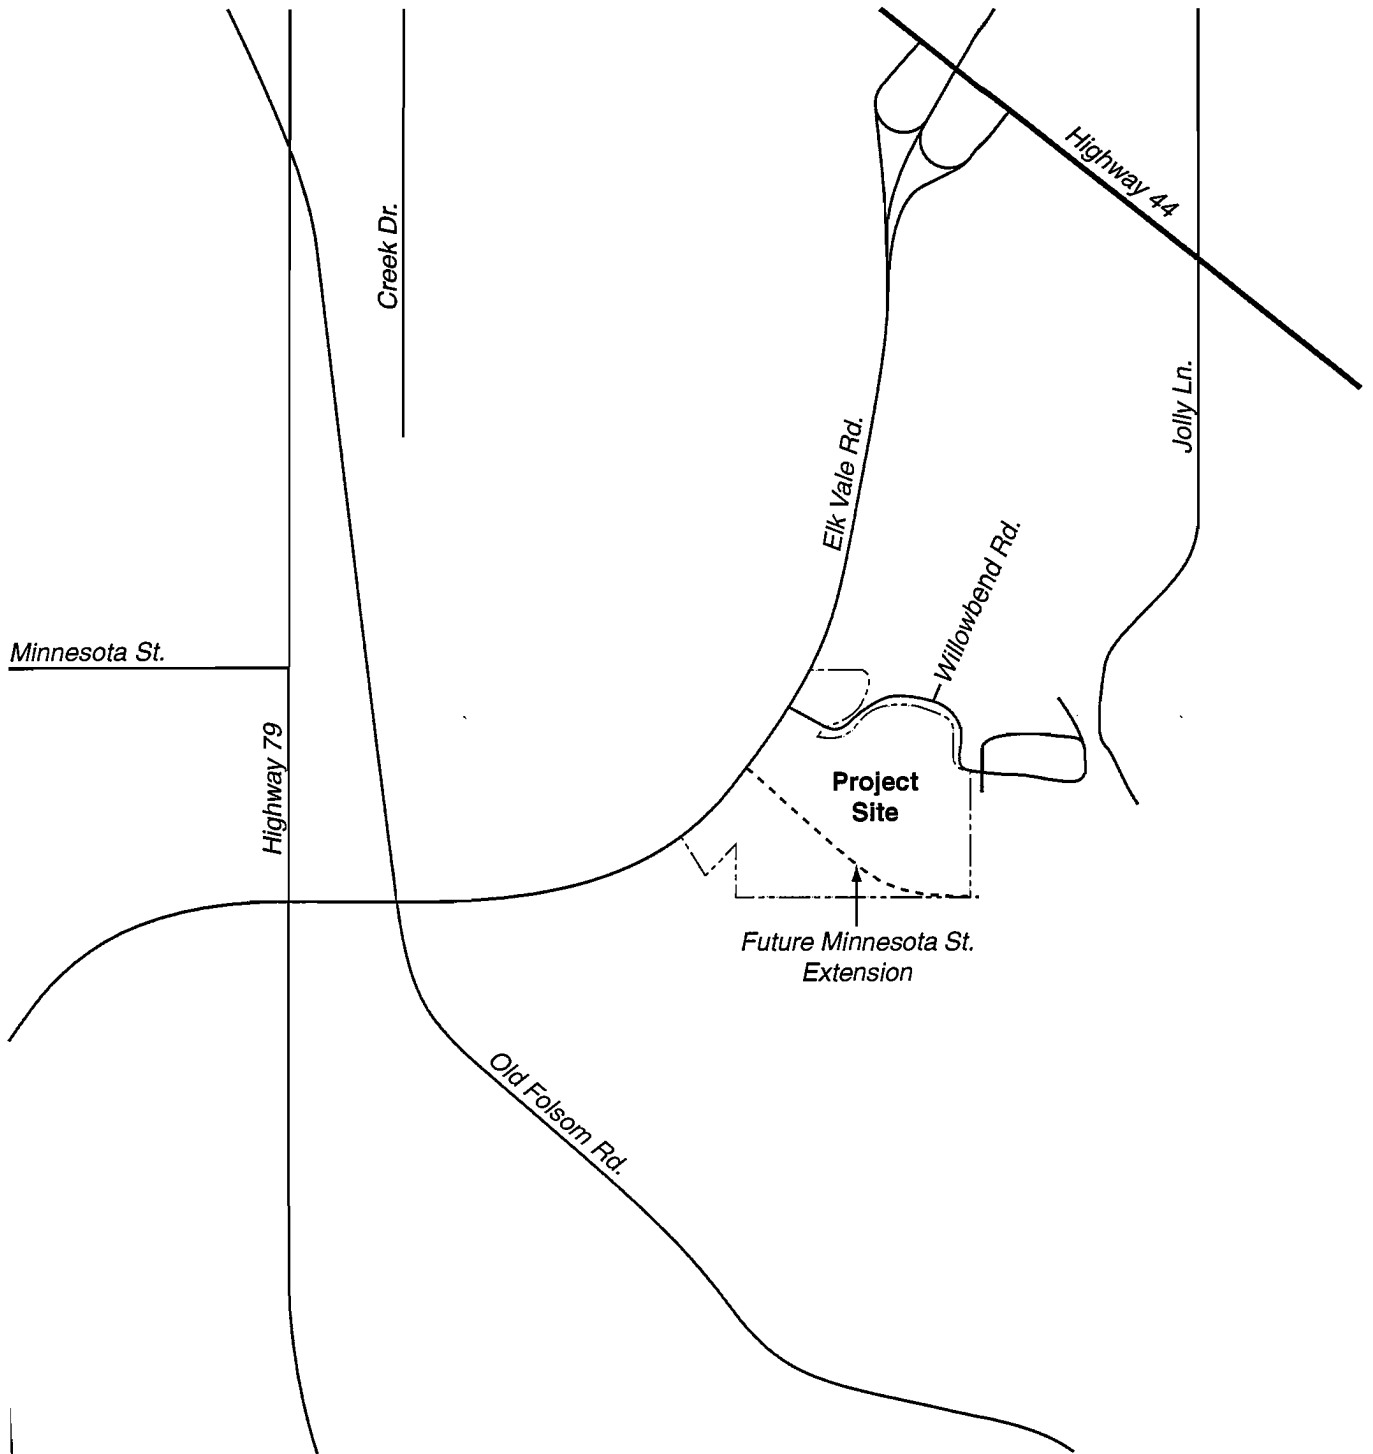 Highway 44
Creek Dr.
Jolly Ln.
Elk Vale Rd.
Willowbend Rd.
Minnesota St.
Highway 79
Project
Site
Future Minnesota St.
Extension
Old Folsom Rd.